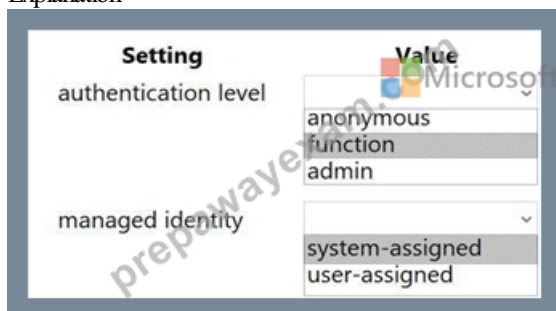 Explanation
Setting Value
Microsoft
authentication level
anonymous
function
admin
managed identity
system-assigned
user-assigned
prepawayexam.com